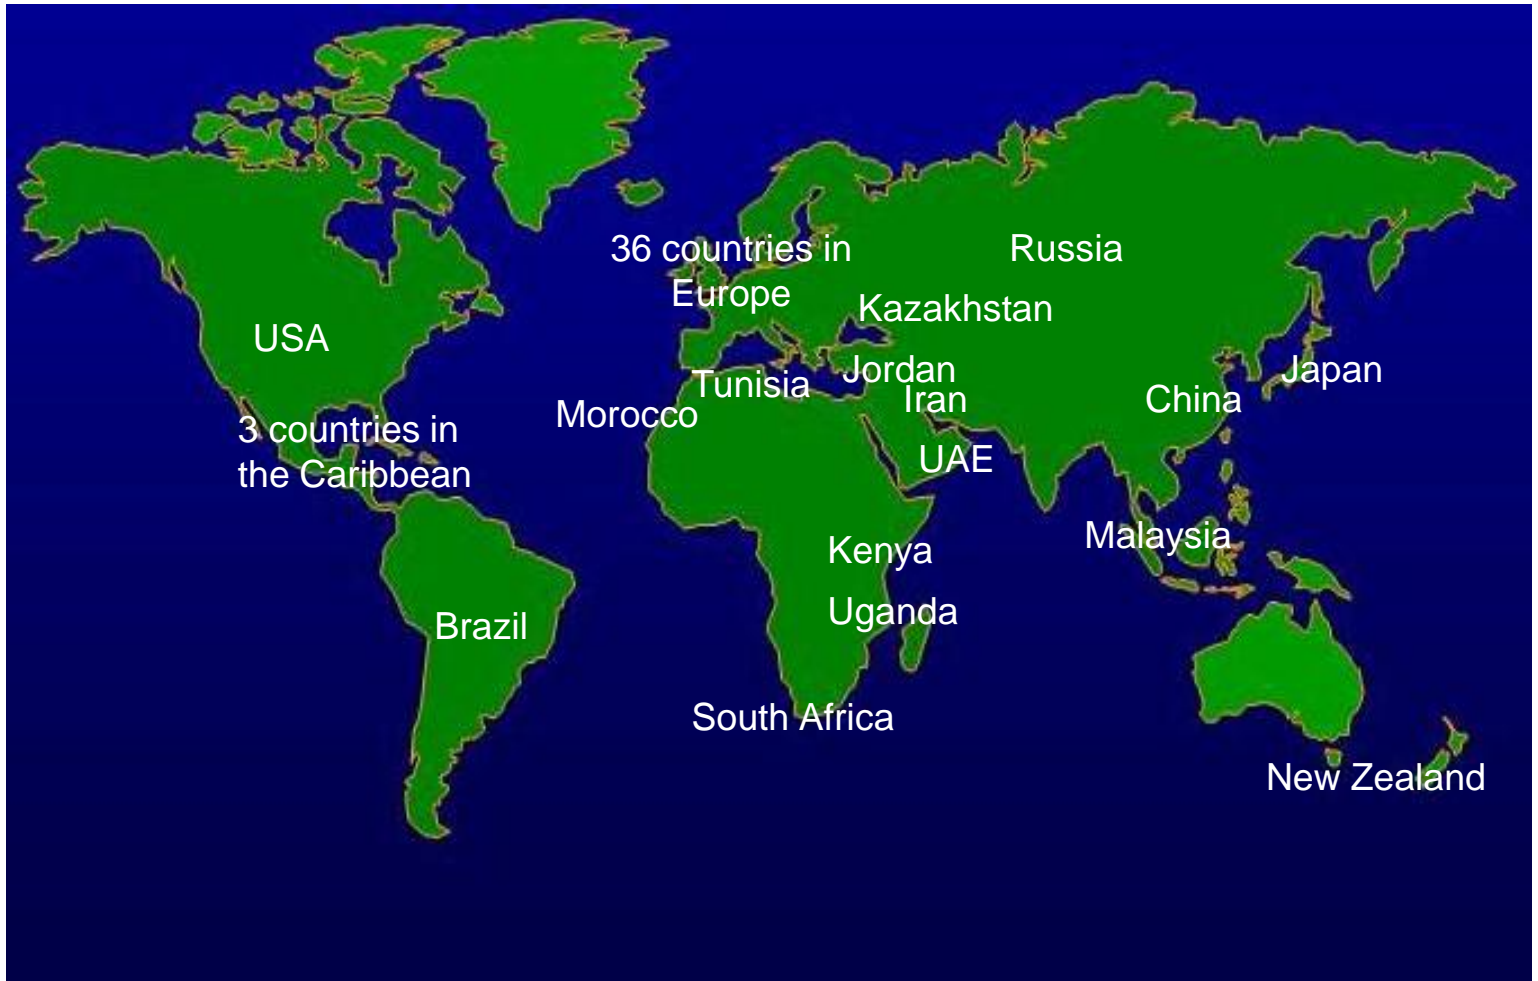 36 countries in
Europe
Russia
Kazakhstan
USA
Jordan
Japan
Tunisia
Iran
China
Morocco
3 countries in
the Caribbean
UAE
Malaysia
Kenya
Uganda
Brazil
South Africa
New Zealand